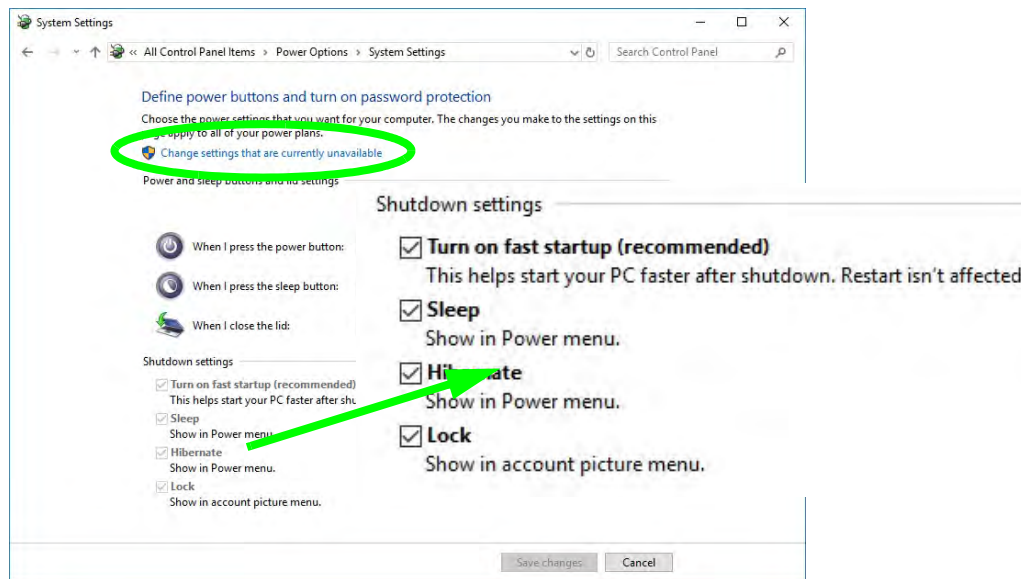 System Settings
« All Control Panel Items > Power Options > System Settings
Search Control Panel
Define power buttons and turn on password protection
Choose the power settings that you want for your computer. The changes you make to the settings on this
apply to all of your power plans.
Change settings that are currently unavailable
Power and sleep buttons and lid settings
When I press the power button:
When I press the sleep button:
When I close the lid:
Shutdown settings
Turn on fast startup (recommended)
This helps start your PC faster after shu
Sleep
Show in Power menu.
Hibernate
Show in Power menu.
Lock
Show in account picture menu.
Shutdown settings
Turn on fast startup (recommended)
This helps start your PC faster after shutdown. Restart isn't affected
Sleep
Show in Power menu.
Hibernate
Show in Power menu.
Lock
Show in account picture menu.
Save changes
Cancel